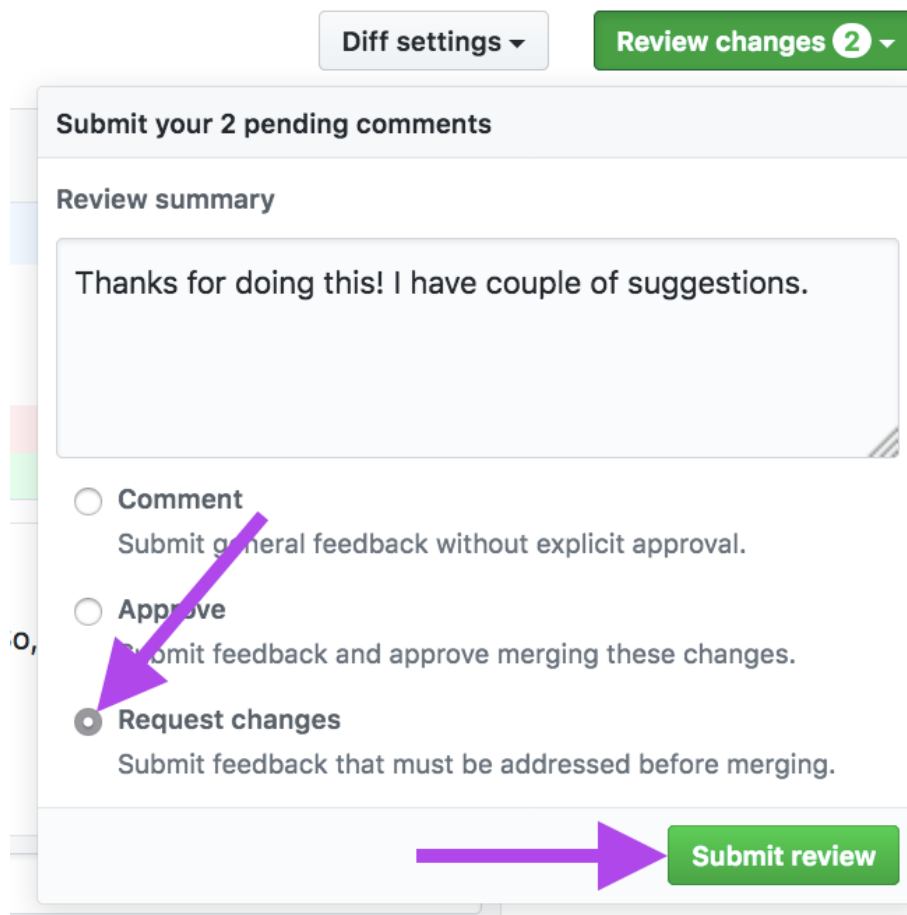 Diff settings
Review changes 2
Submit your 2 pending comments
Review summary
Thanks for doing this! I have couple of suggestions.
Comment
Submit general feedback without explicit approval.
Approve
Submit feedback and approve merging these changes.
so,
Request changes
Submit feedback that must be addressed before merging.
Submit review